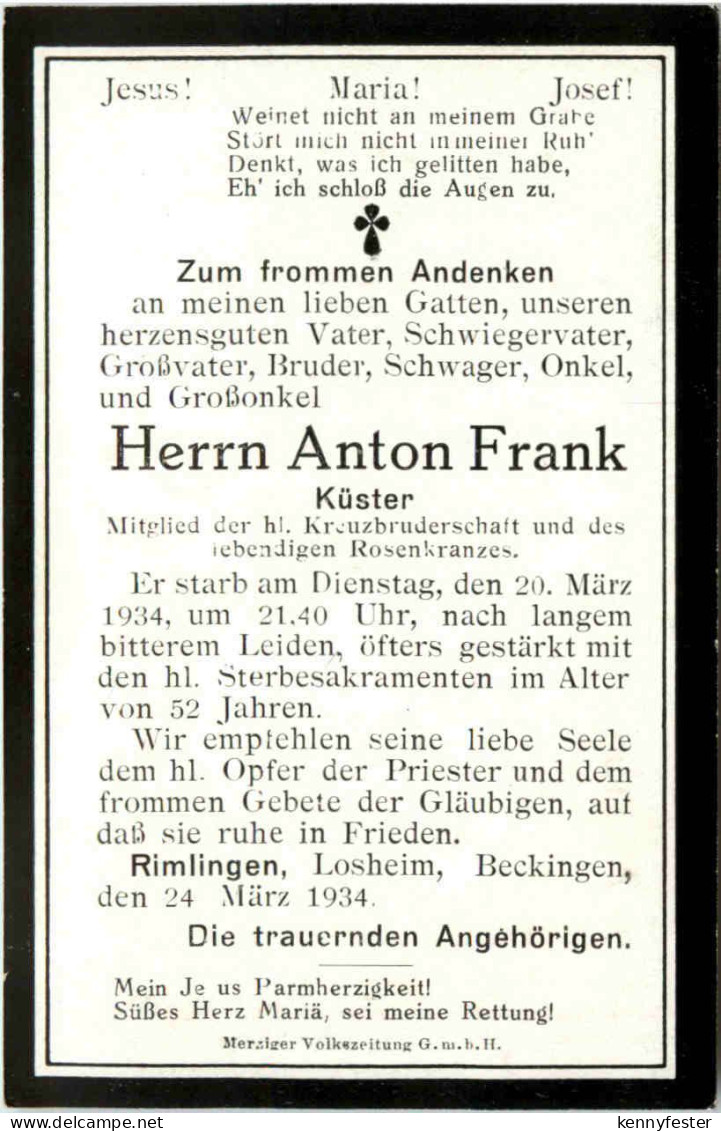 Jesus! Maria! Josef!
Weinet nicht an meinem Grabe
Stört mich nicht in meiner Ruh'
Denkt, was ich gelitten habe,
Eh' ich schloß die Augen zu.
Zum frommen Andenken
an meinen lieben Gatten, unseren
herzensguten Vater, Schwiegervater,
Großvater, Bruder, Schwager, Onkel,
und Großonkel
Herrn Anton Frank
Küster
Mitglied der hl. Kreuzbruderschaft und des
lebendigen Rosenkranzes.
Er starb am Dienstag, den 20. März
1934, um 21.40 Uhr, nach langem
bitterem Leiden, öfters gestärkt mit
den hl. Sterbesakramenten im Alter
von 52 Jahren.
Wir empfehlen seine liebe Seele
dem hl. Opfer der Priester und dem
frommen Gebete der Gläubigen, auf
daß sie ruhe in Frieden.
Rimlingen, Losheim, Beckingen,
den 24 März 1934.
Die trauernden Angehörigen.
Mein Je us Barmherzigkeit!
Süßes Herz Mariä, sei meine Rettung!
Merziger Volkszeitung G.m.b.H.
delcampe.net
kennyfester